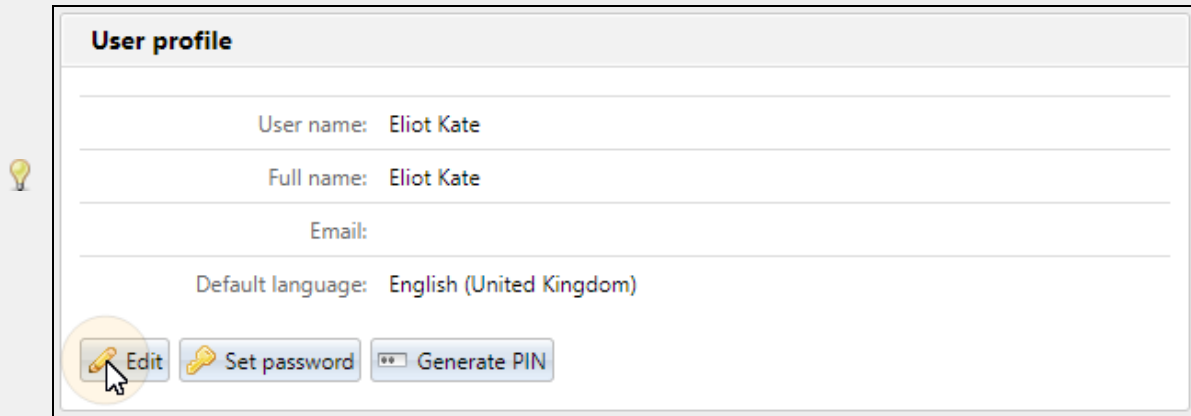 User profile
User name: Eliot Kate
Full name: Eliot Kate
Email:
Default language: English (United Kingdom)
Edit Set password Generate PIN